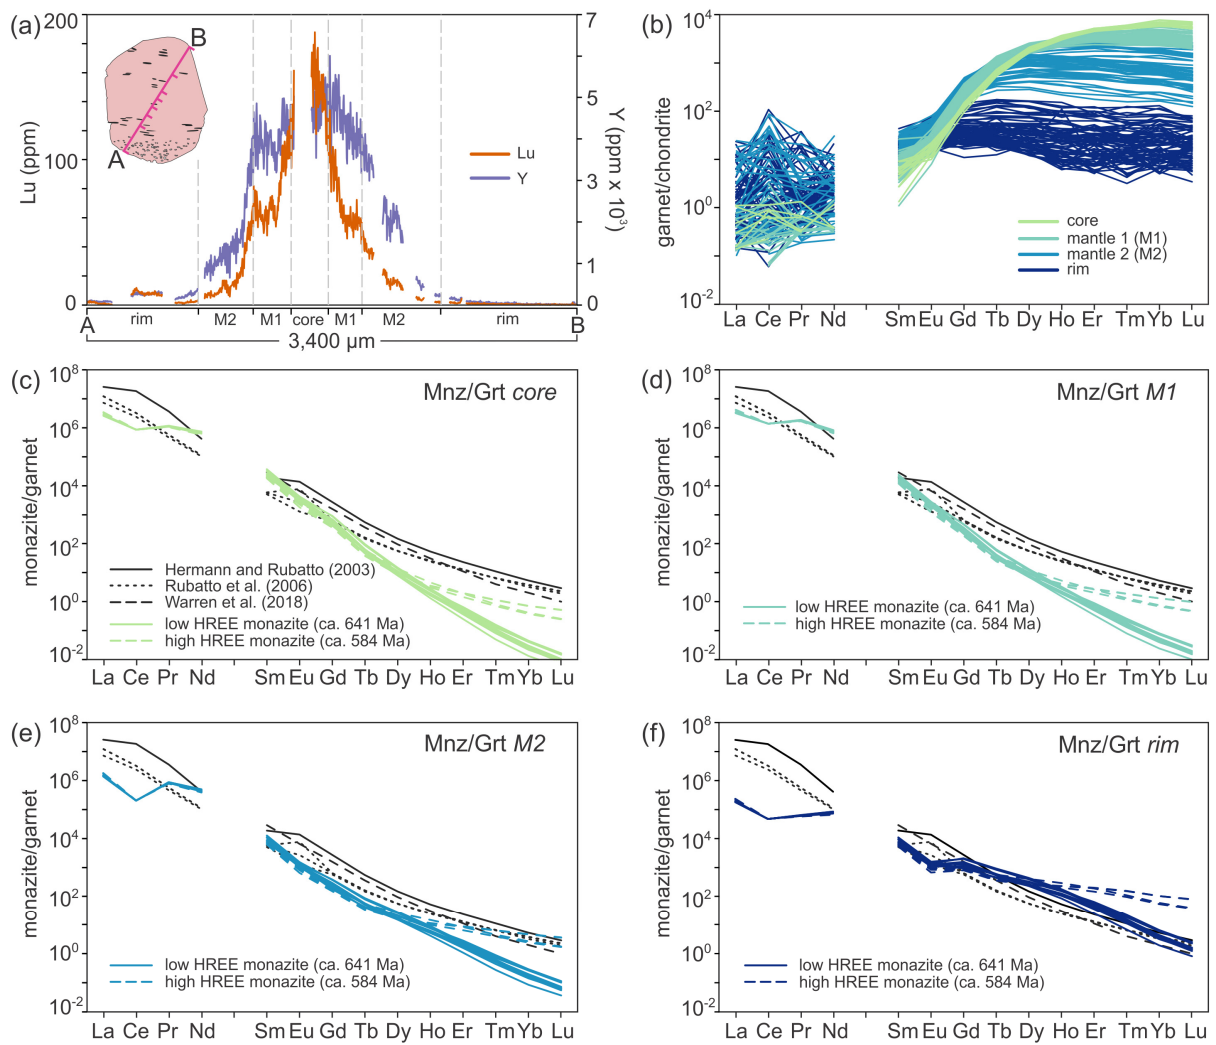 (a)
200
100
0
Lu (ppm)
7
5
3
1
0
Y (ppm x 10³)
B
A
Lu
Y
A
rim
M2
M1
core
M1
M2
rim
B
3,400 µm
(b)
10⁴
10²
10⁰
10⁻²
garnet/chondrite
core
mantle 1 (M1)
mantle 2 (M2)
rim
La Ce Pr Nd Sm Eu Gd Tb Dy Ho Er Tm Yb Lu
(c)
Mnz/Grt core
10⁸
10⁶
10⁴
10²
10⁰
10⁻²
monazite/garnet
Hermann and Rubatto (2003)
Rubatto et al. (2006)
Warren et al. (2018)
low HREE monazite (ca. 641 Ma)
high HREE monazite (ca. 584 Ma)
La Ce Pr Nd Sm Eu Gd Tb Dy Ho Er Tm Yb Lu
(d)
Mnz/Grt M1
10⁸
10⁶
10⁴
10²
10⁰
10⁻²
monazite/garnet
low HREE monazite (ca. 641 Ma)
high HREE monazite (ca. 584 Ma)
La Ce Pr Nd Sm Eu Gd Tb Dy Ho Er Tm Yb Lu
(e)
Mnz/Grt M2
10⁸
10⁶
10⁴
10²
10⁰
10⁻²
monazite/garnet
low HREE monazite (ca. 641 Ma)
high HREE monazite (ca. 584 Ma)
La Ce Pr Nd Sm Eu Gd Tb Dy Ho Er Tm Yb Lu
(f)
Mnz/Grt rim
10⁸
10⁶
10⁴
10²
10⁰
10⁻²
monazite/garnet
low HREE monazite (ca. 641 Ma)
high HREE monazite (ca. 584 Ma)
La Ce Pr Nd Sm Eu Gd Tb Dy Ho Er Tm Yb Lu